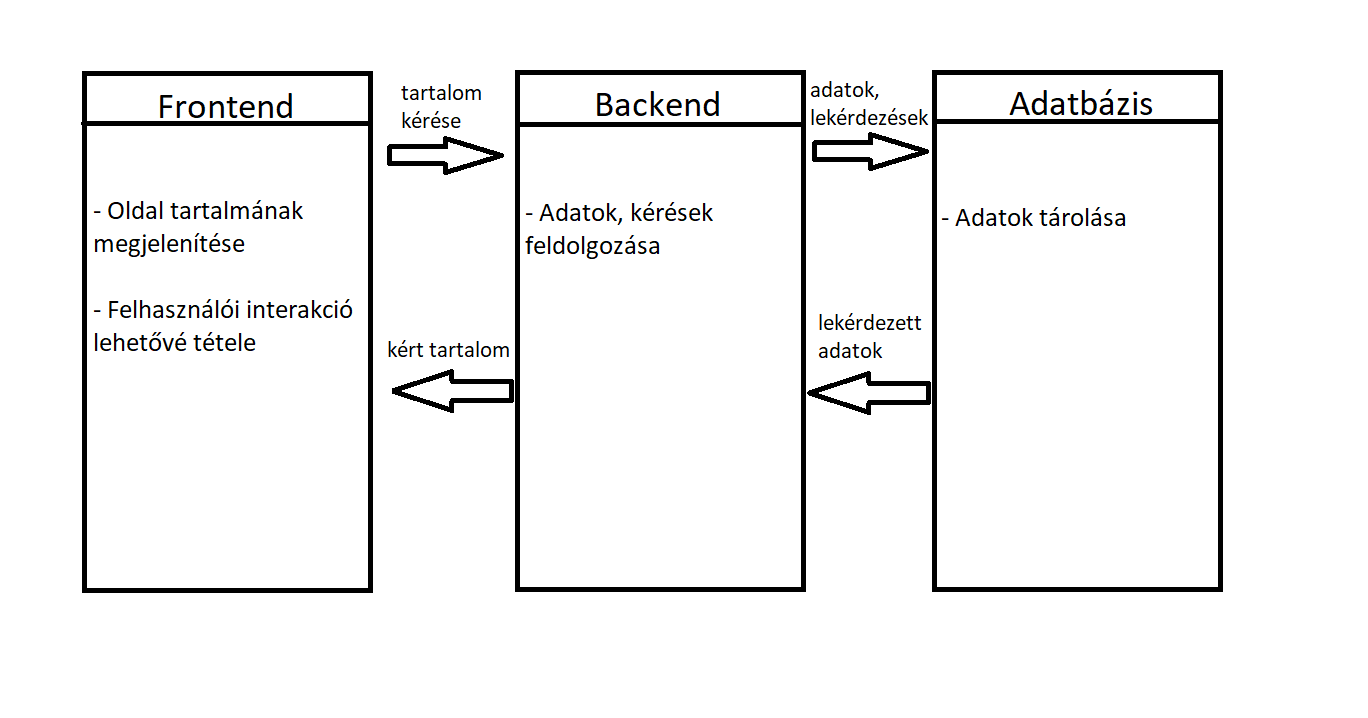 Frontend
- Oldal tartalmának
megjelenítése
- Felhasználói interakció
lehetővé tétele
tartalom
kérése
kért tartalom
Backend
- Adatok, kérések
feldolgozása
adatok,
lekérdezések
lekérdezett
adatok
Adatbázis
- Adatok tárolása